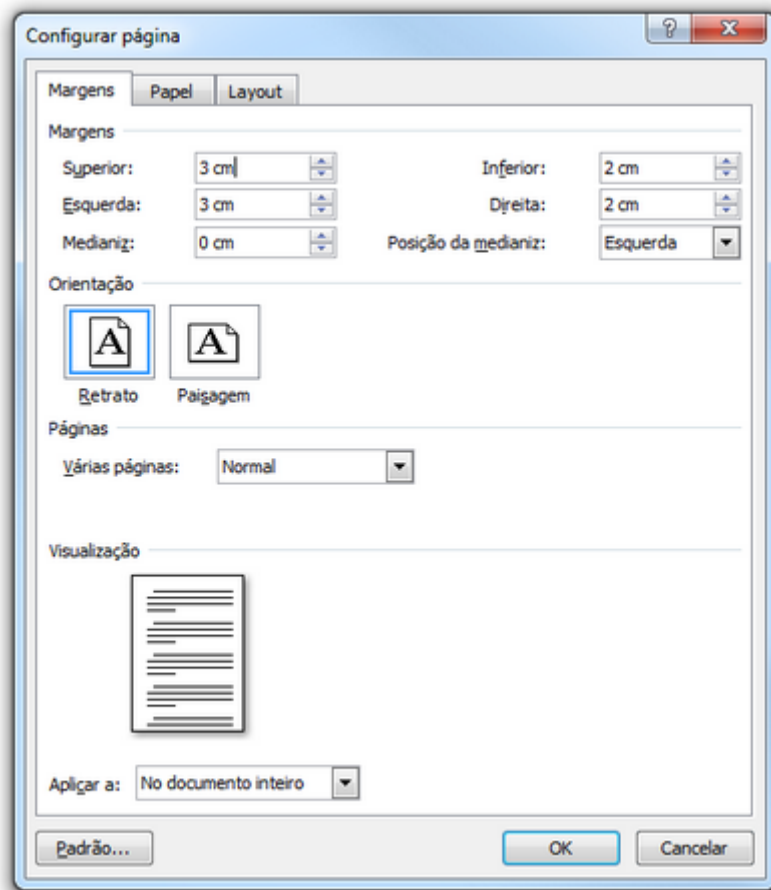 Configurar página
Margens Papel Layout
Margens
Superior: 3 cm Inferior: 2 cm
Esquerda: 3 cm Direita: 2 cm
Medianiz: 0 cm Posição da medianiz: Esquerda
Orientação
A A
Retrato Paisagem
Páginas
Várias páginas: Normal
Visualização
Aplicar a: No documento inteiro
Padrão... OK Cancelar